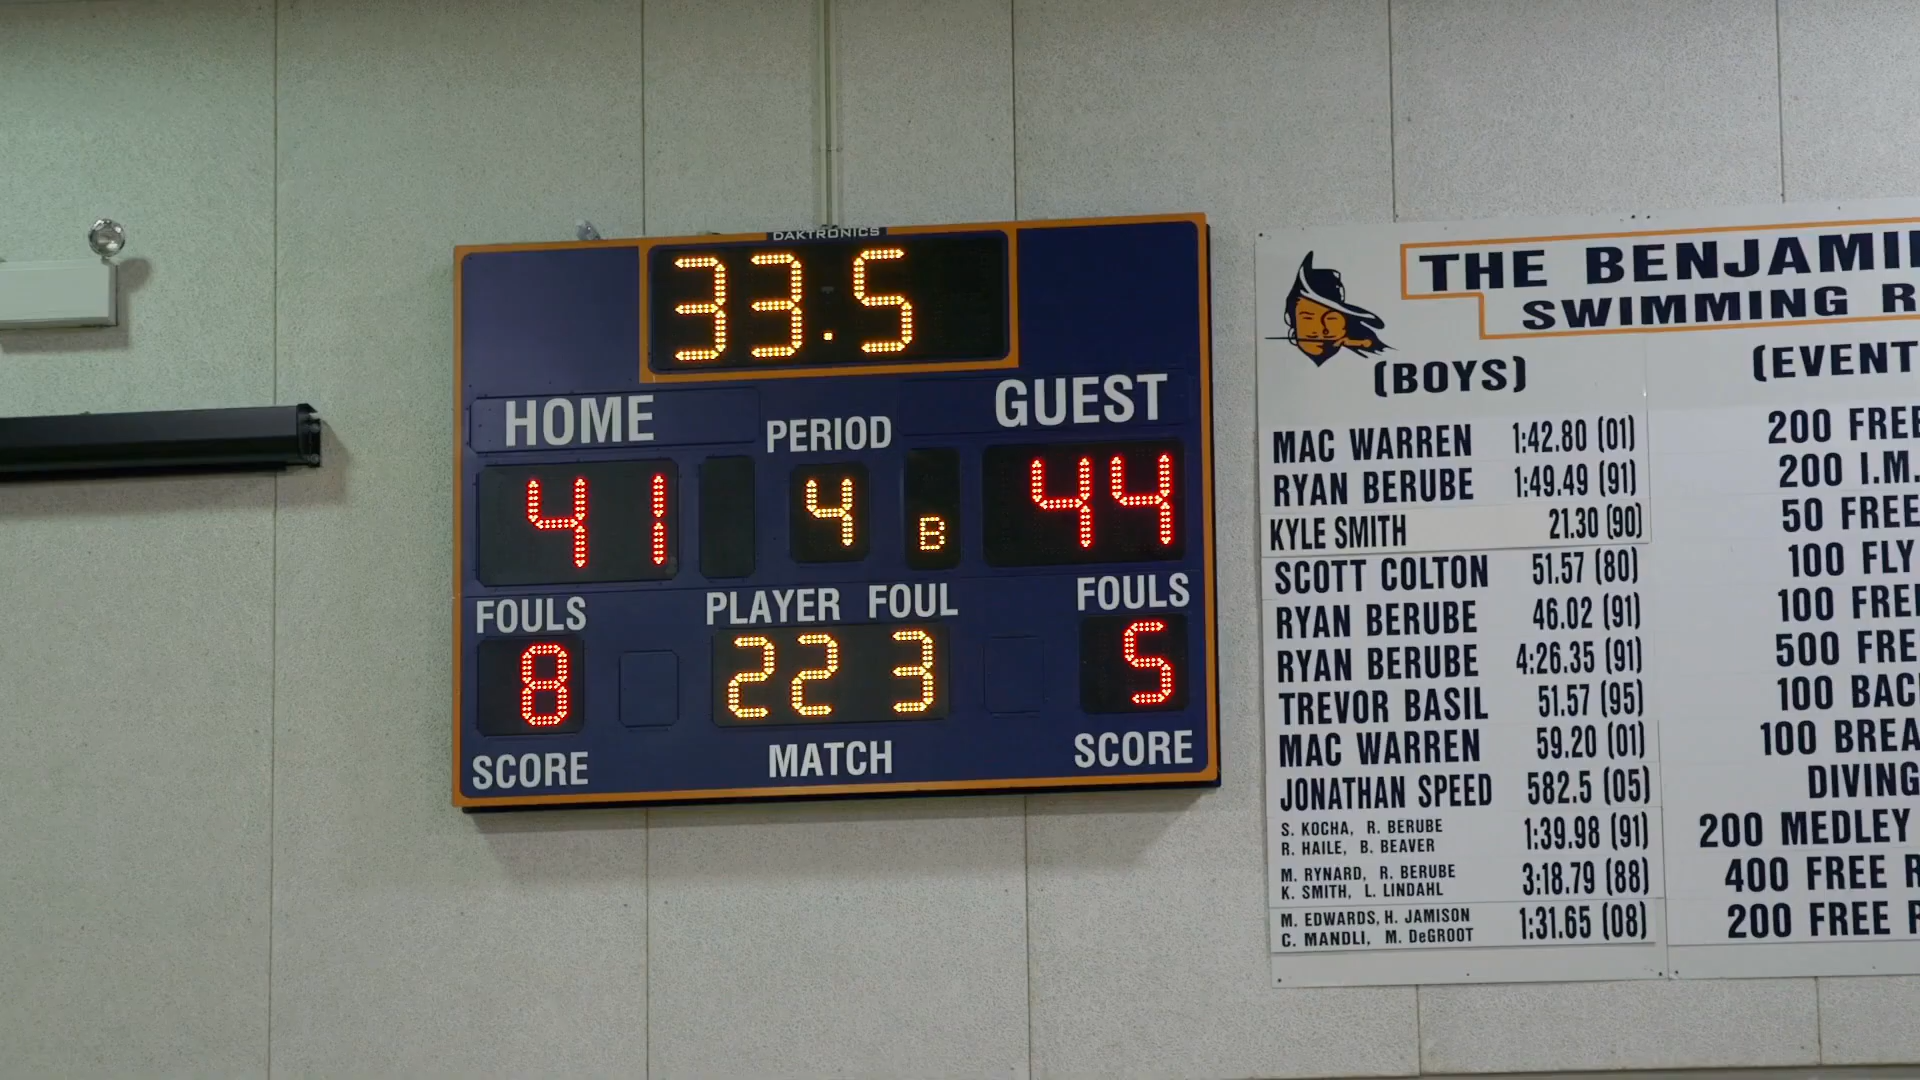 DAKTRONICS
33.5
HOME
PERIOD
GUEST
41
4
B
44
FOULS
PLAYER FOUL
FOULS
8
22 3
5
SCORE
MATCH
SCORE
THE BENJAMI
SWIMMING R
(BOYS)
(EVENT
MAC WARREN 1:42.80 (01) 200 FREE
RYAN BERUBE 1:49.49 (91) 200 I.M.
KYLE SMITH 21.30 (90) 50 FREE
SCOTT COLTON 51.57 (80) 100 FLY
RYAN BERUBE 46.02 (91) 100 FREE
RYAN BERUBE 4:26.35 (91) 500 FRE
TREVOR BASIL 51.57 (95) 100 BAC
MAC WARREN 59.20 (01) 100 BREA
JONATHAN SPEED 582.5 (05) DIVING
S. KOCHA, R. BERUBE
R. HAILE, B. BEAVER
1:39.98 (91) 200 MEDLEY
M. RYNARD, R. BERUBE
K. SMITH, L. LINDAHL
3:18.79 (88) 400 FREE R
M. EDWARDS, H. JAMISON
C. MANDLI, M. DeGROOT
1:31.65 (08) 200 FREE R